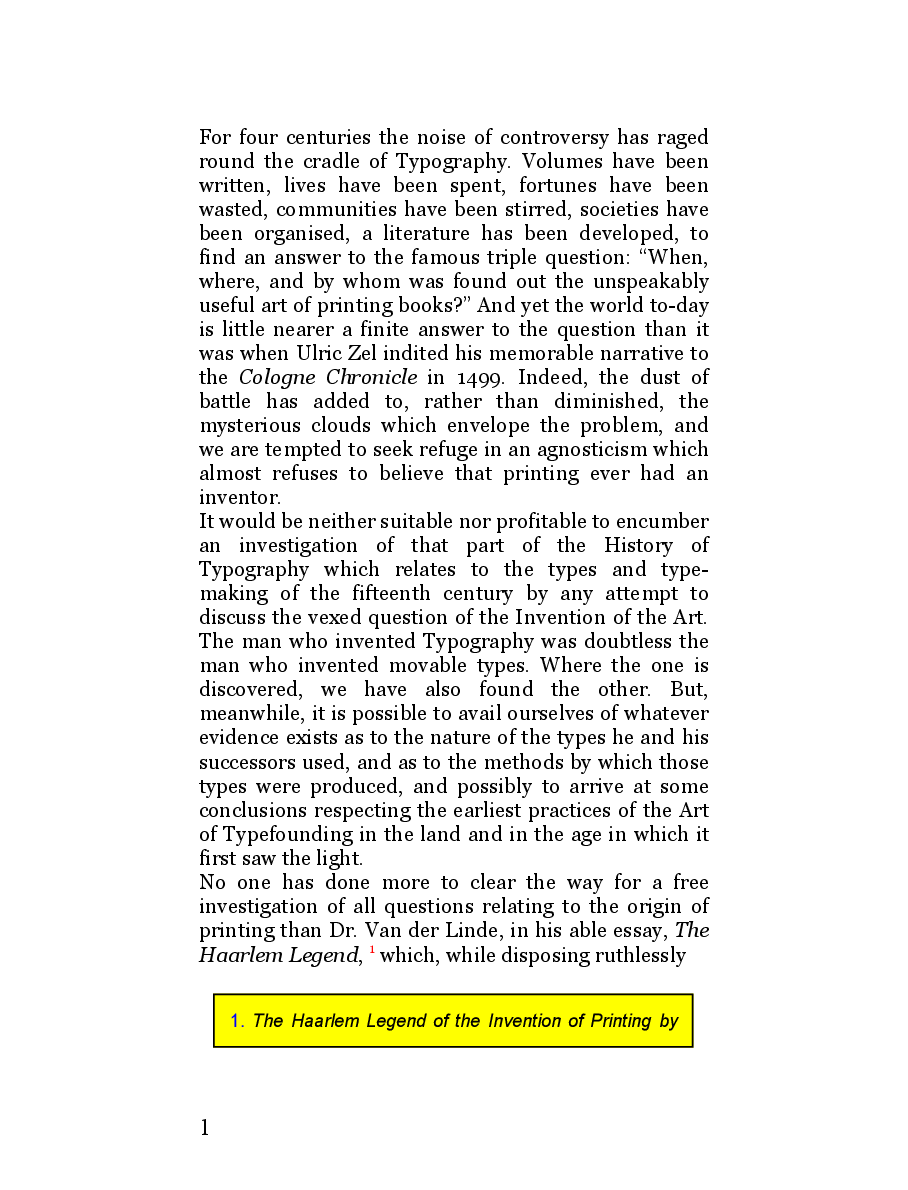 For four centuries the noise of controversy has raged
round the cradle of Typography. Volumes have been
written, lives have been spent, fortunes have been
wasted, communities have been stirred, societies have
been organised, a literature has been developed, to
find an answer to the famous triple question: “When,
where, and by whom was found out the unspeakably
useful art of printing books?” And yet the world to-day
is little nearer a finite answer to the question than it
was when Ulric Zel indited his memorable narrative to
the Cologne Chronicle in 1499. Indeed, the dust of
battle has added to, rather than diminished, the
mysterious clouds which envelope the problem, and
we are tempted to seek refuge in an agnosticism which
almost refuses to believe that printing ever had an
inventor.
It would be neither suitable nor profitable to encumber
an investigation of that part of the History of
Typography which relates to the types and type-
making of the fifteenth century by any attempt to
discuss the vexed question of the Invention of the Art.
The man who invented Typography was doubtless the
man who invented movable types. Where the one is
discovered, we have also found the other. But,
meanwhile, it is possible to avail ourselves of whatever
evidence exists as to the nature of the types he and his
successors used, and as to the methods by which those
types were produced, and possibly to arrive at some
conclusions respecting the earliest practices of the Art
of Typefounding in the land and in the age in which it
first saw the light.
No one has done more to clear the way for a free
investigation of all questions relating to the origin of
printing than Dr. Van der Linde, in his able essay, The
Haarlem Legend, 1 which, while disposing ruthlessly
1. The Haarlem Legend of the Invention of Printing by
1